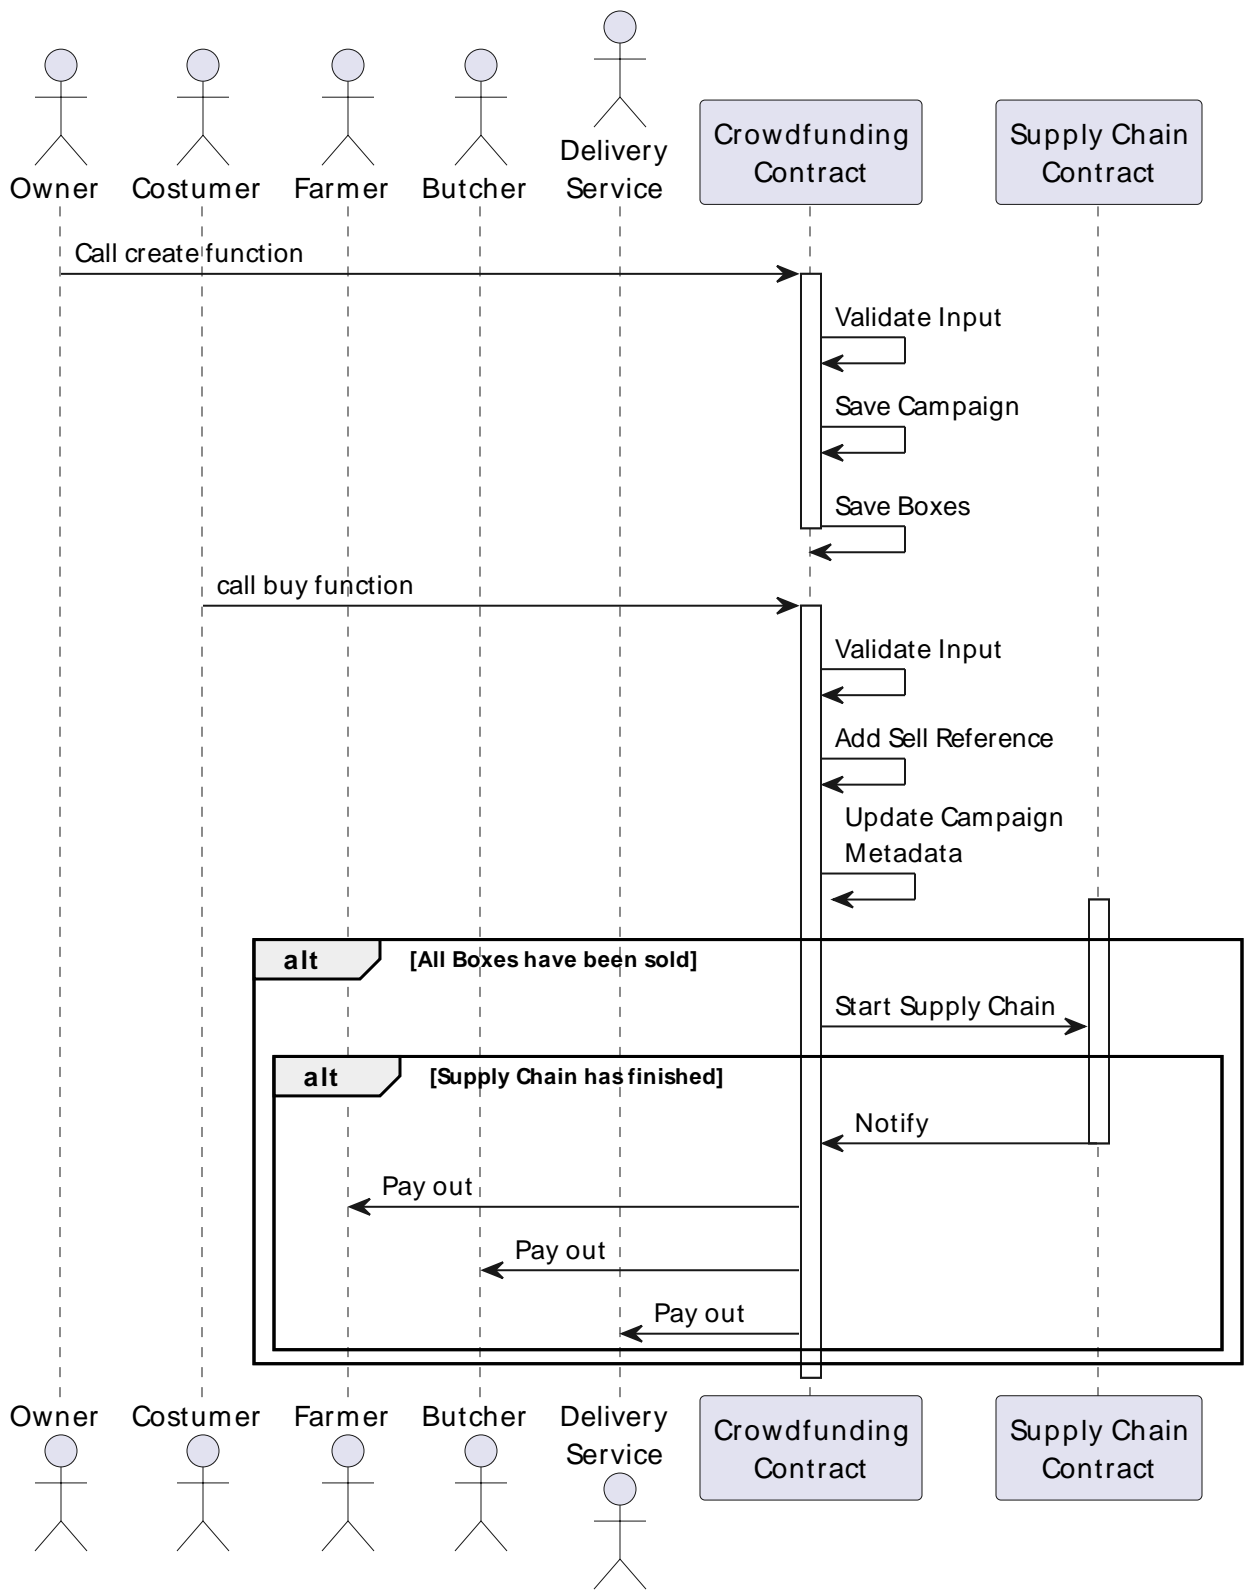 Owner
Costumer
Farmer
Butcher
Delivery
Service
Crowdfunding
Contract
Supply Chain
Contract
Call create function
Validate Input
Save Campaign
Save Boxes
call buy function
Validate Input
Add Sell Reference
Update Campaign
Metadata
alt
[All Boxes have been sold]
Start Supply Chain
alt
[Supply Chain has finished]
Notify
Pay out
Pay out
Pay out
Owner
Costumer
Farmer
Butcher
Delivery
Service
Crowdfunding
Contract
Supply Chain
Contract